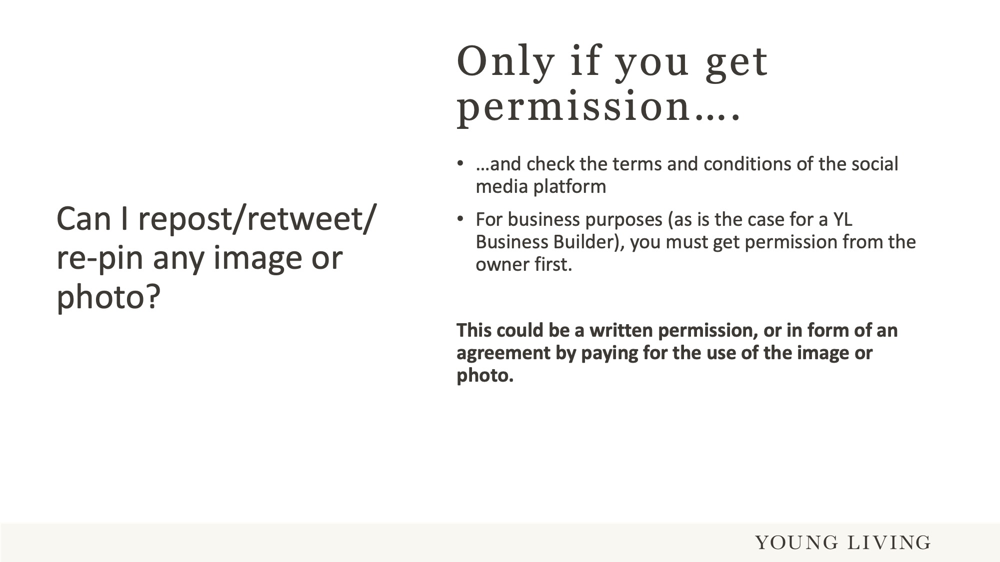 Can I repost/retweet/
re-pin any image or
photo?
Only if you get
permission….
• …and check the terms and conditions of the social
media platform
• For business purposes (as is the case for a YL
Business Builder), you must get permission from the
owner first.
This could be a written permission, or in form of an
agreement by paying for the use of the image or
photo.
YOUNG LIVING